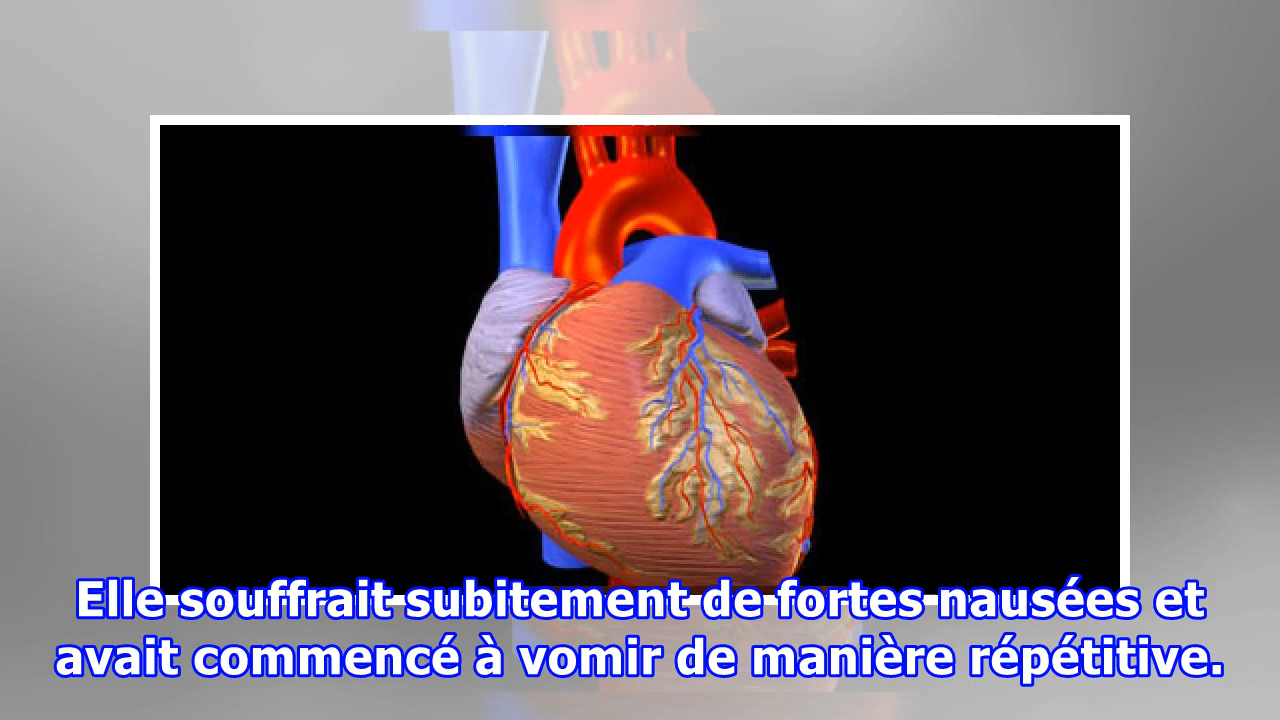 Elle souffrait subitement de fortes nausées et
avait commencé à vomir de manière répétitive.